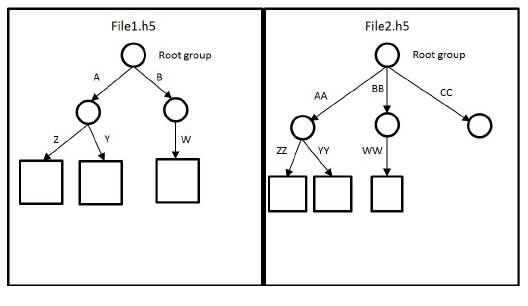 File1.h5
Root group
A
B
Z
Y
W
File2.h5
Root group
AA
BB
CC
ZZ
YY
WW